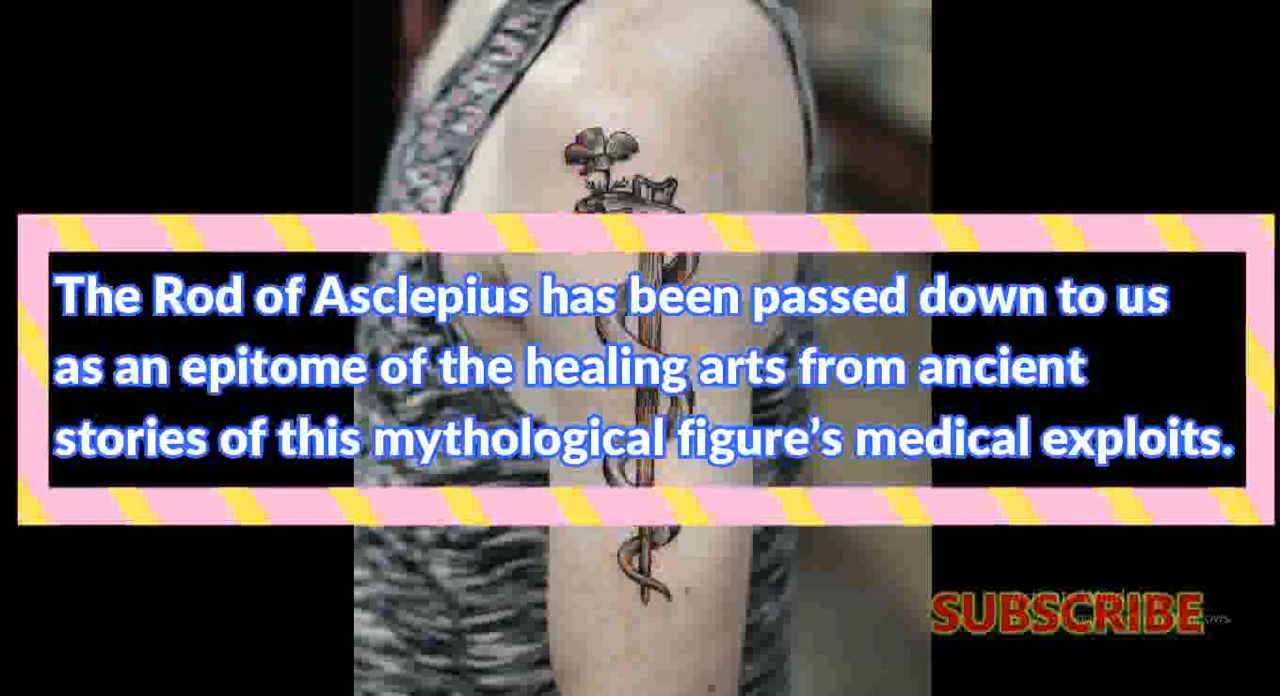 The Rod of Asclepius has been passed down to us
as an epitome of the healing arts from ancient
stories of this mythological figure’s medical exploits.
SUBSCRIBE